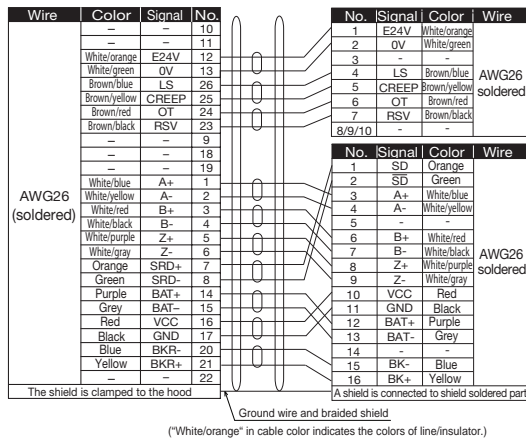 Wire Color Signal No.
– – 10
– – 11
White/orange E24V 12
White/green 0V 13
Brown/blue LS 26
Brown/yellow CREEP 25
Brown/red OT 24
Brown/black RSV 23
– – 9
– – 18
– – 19
White/blue A+ 1
White/yellow A- 2
White/red B+ 3
White/black B- 4
White/purple Z+ 5
White/gray Z- 6
Orange SRD+ 7
Green SRD- 8
Purple BAT+ 14
Grey BAT– 15
Red VCC 16
Black GND 17
Blue BKR- 20
Yellow BKR+ 21
– – 22
AWG26
(soldered)
The shield is clamped to the hood
No. Signal Color Wire
1 E24V White/orange
2 0V White/green
3 - -
4 LS Brown/blue
5 CREEP Brown/yellow
6 OT Brown/red
7 RSV Brown/black
8/9/10 - -
AWG26
soldered
No. Signal Color Wire
1 SD Orange
2 SD Green
3 A+ White/blue
4 A- White/yellow
5 - -
6 B+ White/red
7 B- White/black
8 Z+ White/purple
9 Z- White/gray
10 VCC Red
11 GND Black
12 BAT+ Purple
13 BAT- Grey
14 - -
15 BK- Blue
16 BK+ Yellow
AWG26
soldered
A shield is connected to shield soldered part
Ground wire and braided shield
("White/orange" in cable color indicates the colors of line/insulator.)